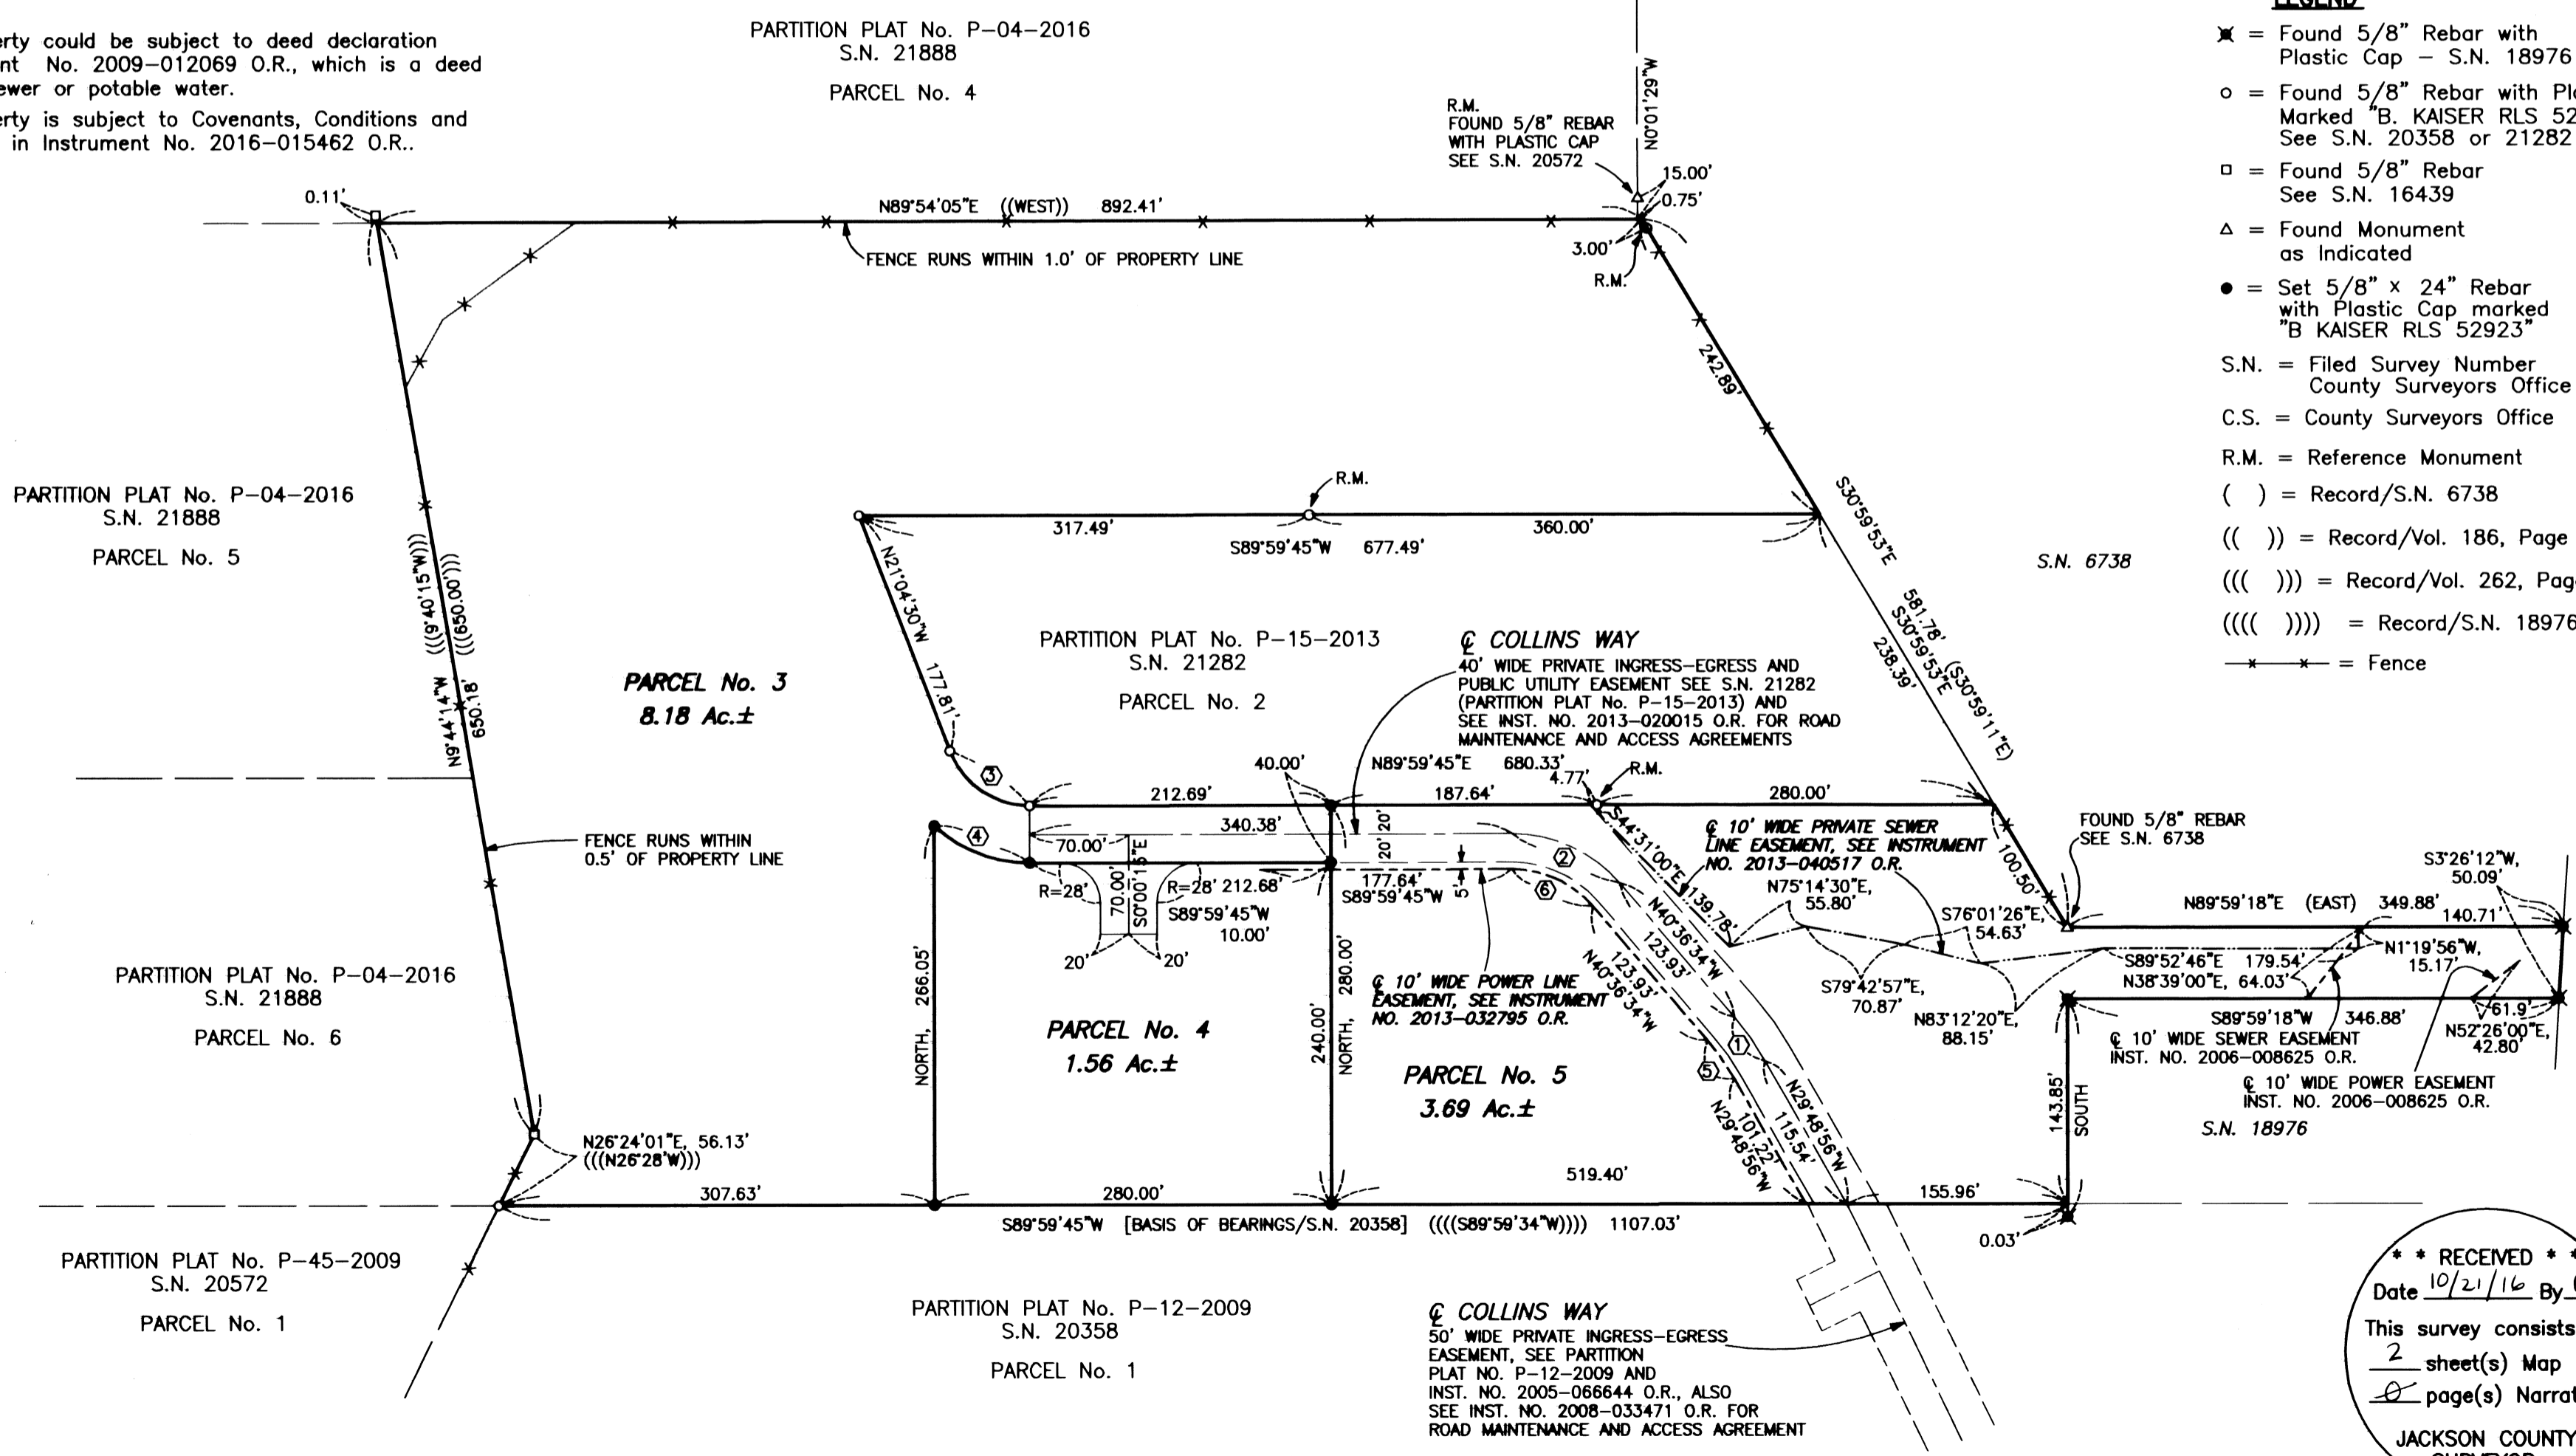 erty could be subject to deed declaration
nt No. 2009-012069 O.R., which is a deed
ewer or potable water.
erty is subject to Covenants, Conditions and
in Instrument No. 2016-015462 O.R..
PARTITION PLAT No. P-04-2016
S.N. 21888
PARCEL No. 4
N0°01'29"W
R.M.
FOUND 5/8" REBAR
WITH PLASTIC CAP
SEE S.N. 20572
15.00'
0.75'
3.00'
R.M.
0.11'
N89°54'05"E ((WEST)) 892.41'
FENCE RUNS WITHIN 1.0' OF PROPERTY LINE
LEGEND
= Found 5/8" Rebar with
Plastic Cap - S.N. 18976
= Found 5/8" Rebar with
Marked "B. KAISER RLS
See S.N. 20358 or 21282
= Found 5/8" Rebar
See S.N. 16439
= Found Monument
as Indicated
= Set 5/8" x 24" Rebar
with Plastic Cap marked
"B KAISER RLS 52923"
S.N. = Filed Survey Number
County Surveyors Office
C.S. = County Surveyors Office
R.M. = Reference Monument
( ) = Record/S.N. 6738
(( )) = Record/Vol. 186, Page
((( ))) = Record/Vol. 262,
(((( )))) = Record/S.N. 18976
= Fence
242.89'
PARTITION PLAT No. P-04-2016
S.N. 21888
PARCEL No. 5
R.M.
317.49'
360.00'
S89°59'45"W 677.49'
S30°59'53"E 581.78'
S30°59'53"E (S30°59'11"E)
238.39'
S.N. 6738
(((9°40'15"W)))
(((650.00')))
N9°44'14"W
650.18'
N21°04'30"W 177.81'
PARCEL No. 3
8.18 Ac.±
PARTITION PLAT No. P-15-2013
S.N. 21282
PARCEL No. 2
℄ COLLINS WAY
40' WIDE PRIVATE INGRESS-EGRESS AND
PUBLIC UTILITY EASEMENT SEE S.N. 21282
(PARTITION PLAT No. P-15-2013) AND
SEE INST. NO. 2013-020015 O.R. FOR ROAD
MAINTENANCE AND ACCESS AGREEMENTS
40.00'
N89°59'45"E 680.33'
4.77'
R.M.
3
212.69'
187.64'
280.00'
4
340.38'
20' 20'
70.00'
R=28'
70.00'
S0°00'15"E
R=28'
212.68'
S89°59'45"W
10.00'
20'
20'
177.64'
S89°59'45"W
5'
2
6
S44°31'00"E 139.78'
℄ 10' WIDE PRIVATE SEWER
LINE EASEMENT, SEE INSTRUMENT
NO. 2013-040517 O.R.
100.50'
FOUND 5/8" REBAR
SEE S.N. 6738
FENCE RUNS WITHIN
0.5' OF PROPERTY LINE
N75°14'30"E,
55.80'
S76°01'26"E,
54.63'
S79°42'57"E,
70.87'
N83°12'20"E,
88.15'
S3°26'12"W,
50.09'
N89°59'18"E (EAST) 349.88'
140.71'
S89°52'46"E 179.54'
N38°39'00"E, 64.03'
N1°19'56"W,
15.17'
61.9'
S89°59'18"W 346.88'
N52°26'00"E,
42.80'
℄ 10' WIDE SEWER EASEMENT
INST. NO. 2006-008625 O.R.
℄ 10' WIDE POWER EASEMENT
INST. NO. 2006-008625 O.R.
S.N. 18976
PARTITION PLAT No. P-04-2016
S.N. 21888
PARCEL No. 6
NORTH, 266.05'
240.00'
NORTH, 280.00'
PARCEL No. 4
1.56 Ac.±
℄ 10' WIDE POWER LINE
EASEMENT, SEE INSTRUMENT
NO. 2013-032795 O.R.
N40°36'34"W
123.93'
123.93'
N40°36'34"W
1
5
PARCEL No. 5
3.69 Ac.±
N29°48'56"W
115.54'
101.22'
N29°48'56"W
143.85'
SOUTH
N26°24'01"E, 56.13'
(((N26°28'W)))
307.63'
280.00'
519.40'
155.96'
S89°59'45"W [BASIS OF BEARINGS/S.N. 20358] ((((S89°59'34"W)))) 1107.03'
0.03'
PARTITION PLAT No. P-45-2009
S.N. 20572
PARCEL No. 1
PARTITION PLAT No. P-12-2009
S.N. 20358
PARCEL No. 1
℄ COLLINS WAY
50' WIDE PRIVATE INGRESS-EGRESS
EASEMENT, SEE PARTITION
PLAT NO. P-12-2009 AND
INST. NO. 2005-066644 O.R., ALSO
SEE INST. NO. 2008-033471 O.R. FOR
ROAD MAINTENANCE AND ACCESS AGREEMENT
* * RECEIVED * *
Date 10/21/16 By
This survey consists
2 sheet(s) Map
0 page(s)
JACKSON COUNTY